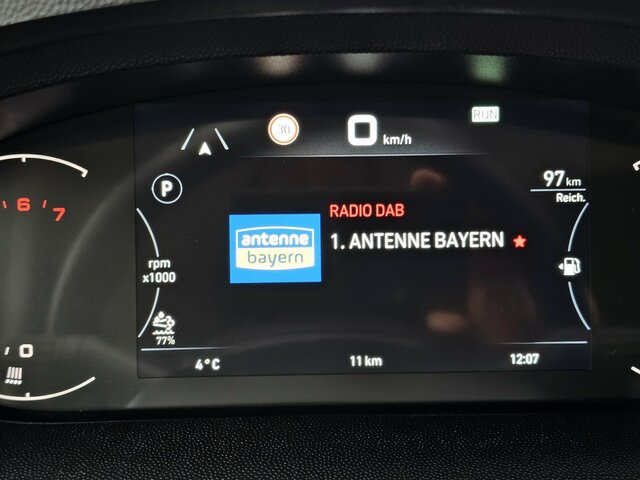 30
0 km/h
RUN
P
97 km
Reich.
6 7
RADIO DAB
antenne
bayern
1. ANTENNE BAYERN
rpm
x1000
77%
0
4°C
11 km
12:07